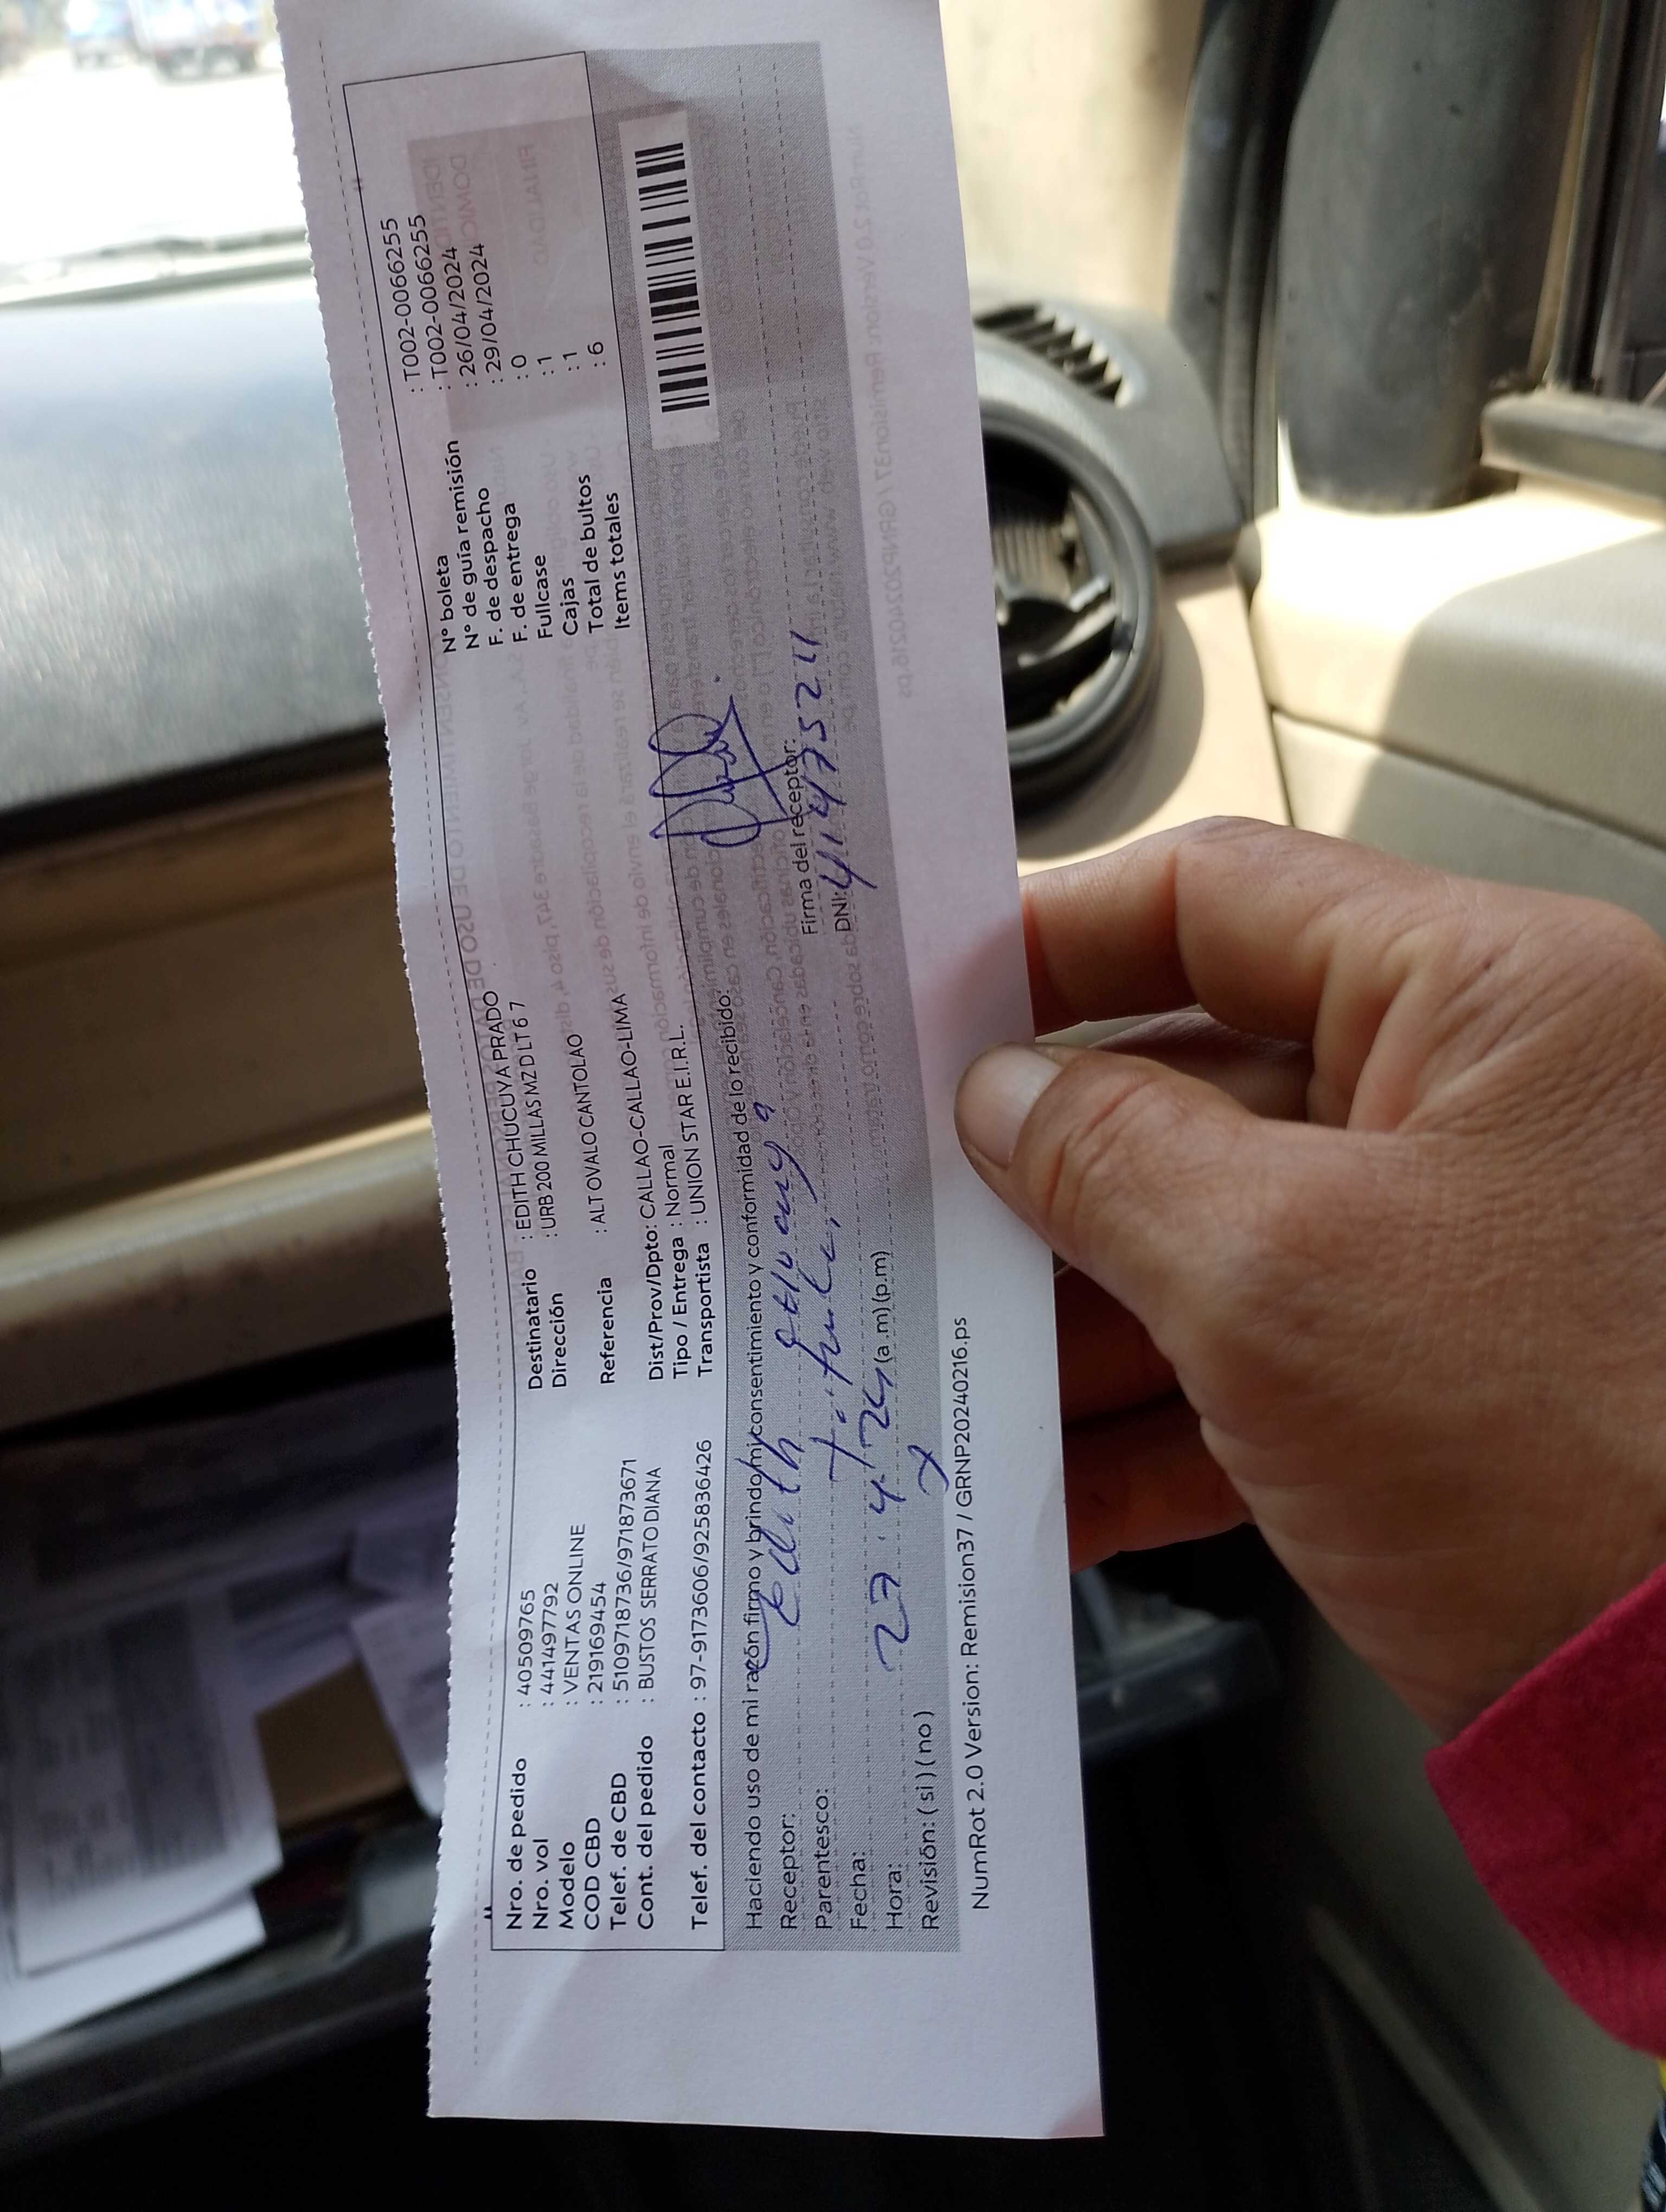 Nro. de pedido : 40509765
Nro. vol : 441497792
Modelo : VENTAS ONLINE
COD CBD : 219169454
Telef. de CBD : 510971878736/971873671
Cont. del pedido : BUSTOS SERRATO DIANA
Telef. del contacto : 97-9173606/925836426
Destinatario : EDITH CHUCUYA PRADO
Dirección : URB 200 MILLAS MZ D LT 6 7
Referencia : ALTOVALO CANTOLAO
Dist/Prov/Dpto: CALLAO-CALLAO-LIMA
Tipo / Entrega : Normal
Transportista : UNION STAR E.I.R.L.
N° boleta : T002-0066255
N° de guía remisión : T002-0066255
F. de despacho : 26/04/2024
F. de entrega : 29/04/2024
Fullcase : 0
Cajas : 1
Total de bultos : 1
Items totales : 6
Haciendo uso de mi razón firmo y brindo mi consentimiento y conformidad de lo recibido:
Receptor: Edith
Parentesco: Titular
Fecha: 27.4.24
Hora: (a.m) (p.m)
Revisión: ( si ) ( no )
Firma del receptor:
DNI:
NumRot 2.0 Version: Remision37 / GRNP20240216.ps